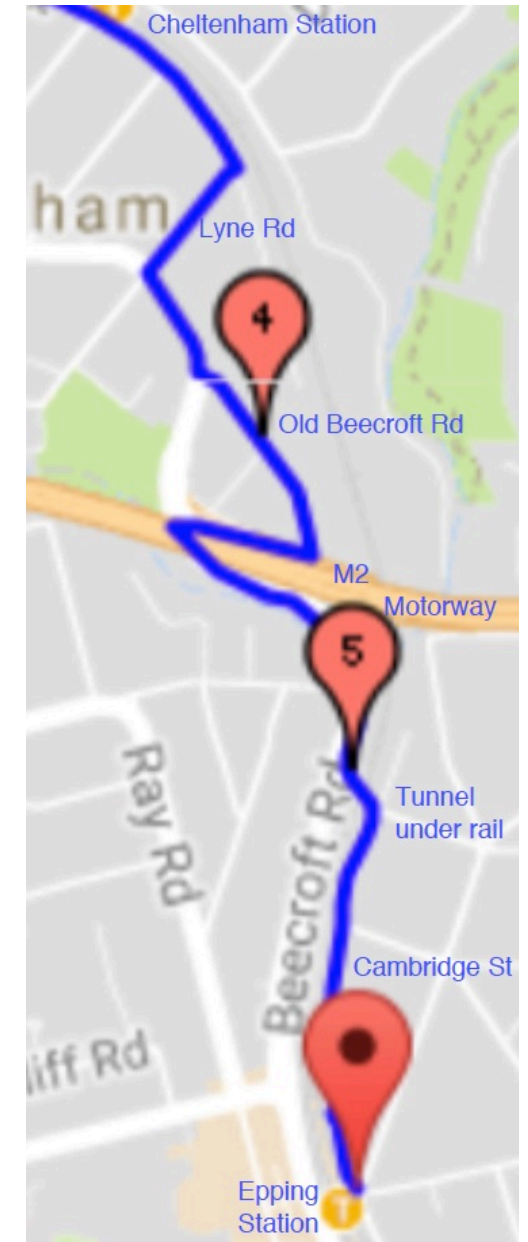 Cheltenham Station
ham
Lyne Rd
4
Old Beecroft Rd
M2
Motorway
5
Ray Rd
Beecroft Rd
Tunnel
under rail
Cambridge St
liff Rd
Epping
Station
T